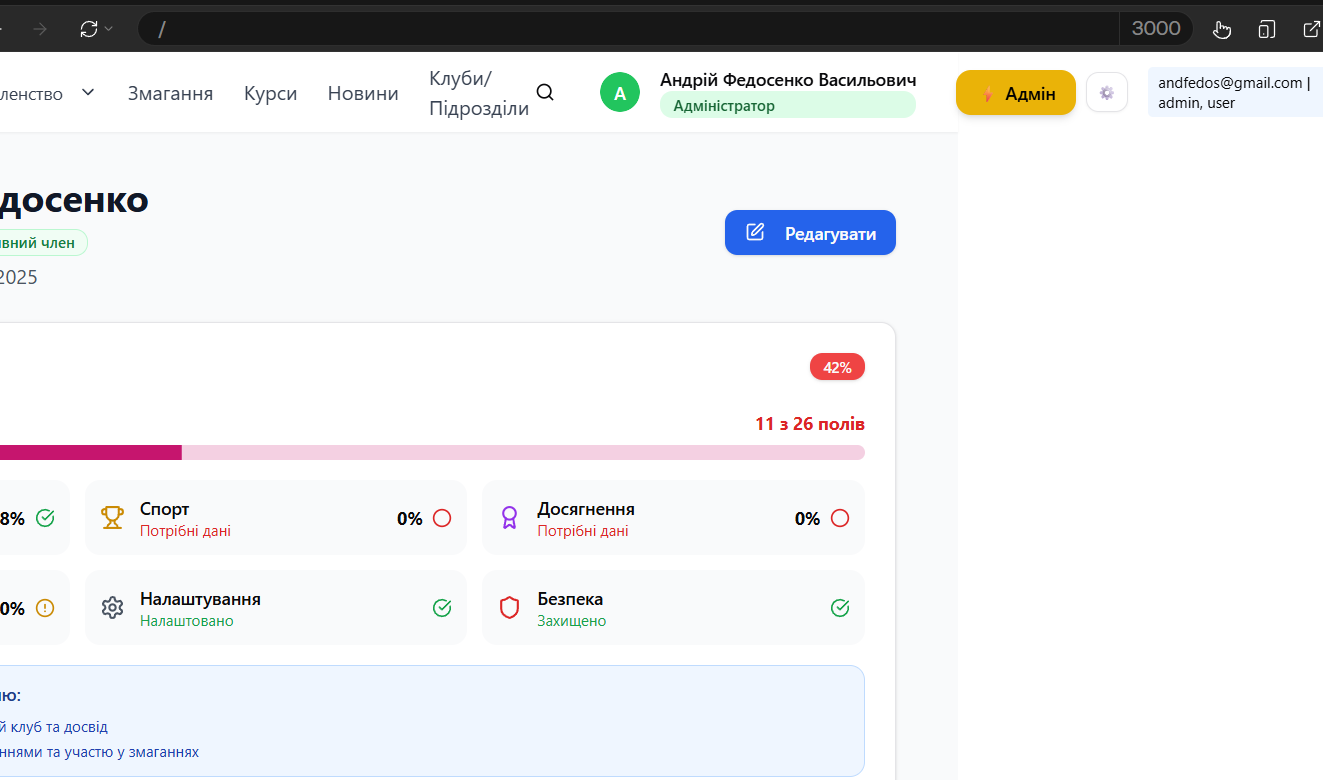 / 3000
ленство Змагання Курси Новини Клуби/
Підрозділи
А Андрій Федосенко Васильович
Адміністратор
Адмін
andfedos@gmail.com |
admin, user
досенко
вний член
2025
Редагувати
42%
11 з 26 полів
8%
Спорт
Потрібні дані
0%
Досягнення
Потрібні дані
0%
0%
Налаштування
Налаштовано
Безпека
Захищено
ню:
й клуб та досвід
ннями та участю у змаганнях